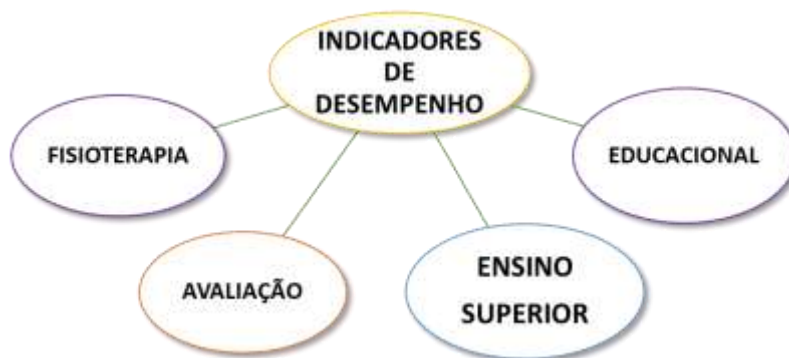 INDICADORES
DE
DESEMPENHO
FISIOTERAPIA
EDUCACIONAL
AVALIAÇÃO
ENSINO
SUPERIOR